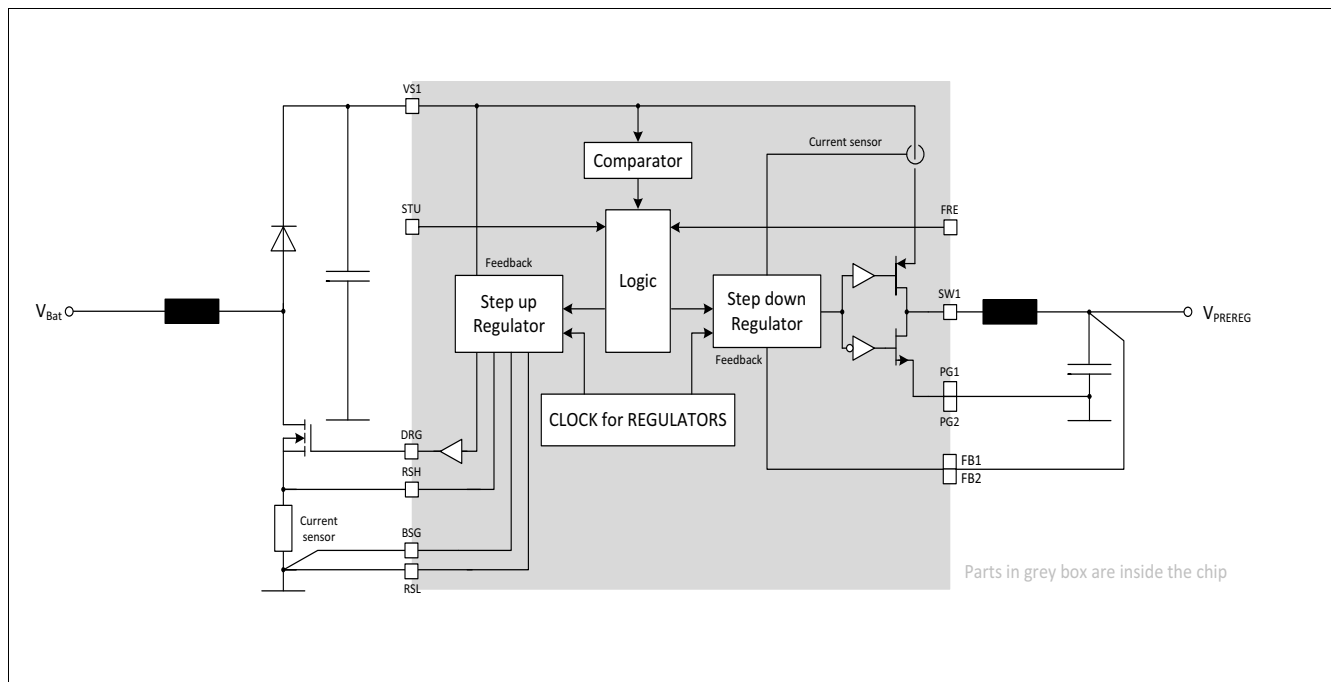 VS1
Current sensor
Comparator
STU
FRE
Feedback
Logic
Step up
Regulator
Step down
Regulator
SW1
VBat
VPREREG
Feedback
PG1
CLOCK for REGULATORS
PG2
DRG
FB1
RSH
FB2
Current
sensor
BSG
RSL
Parts in grey box are inside the chip